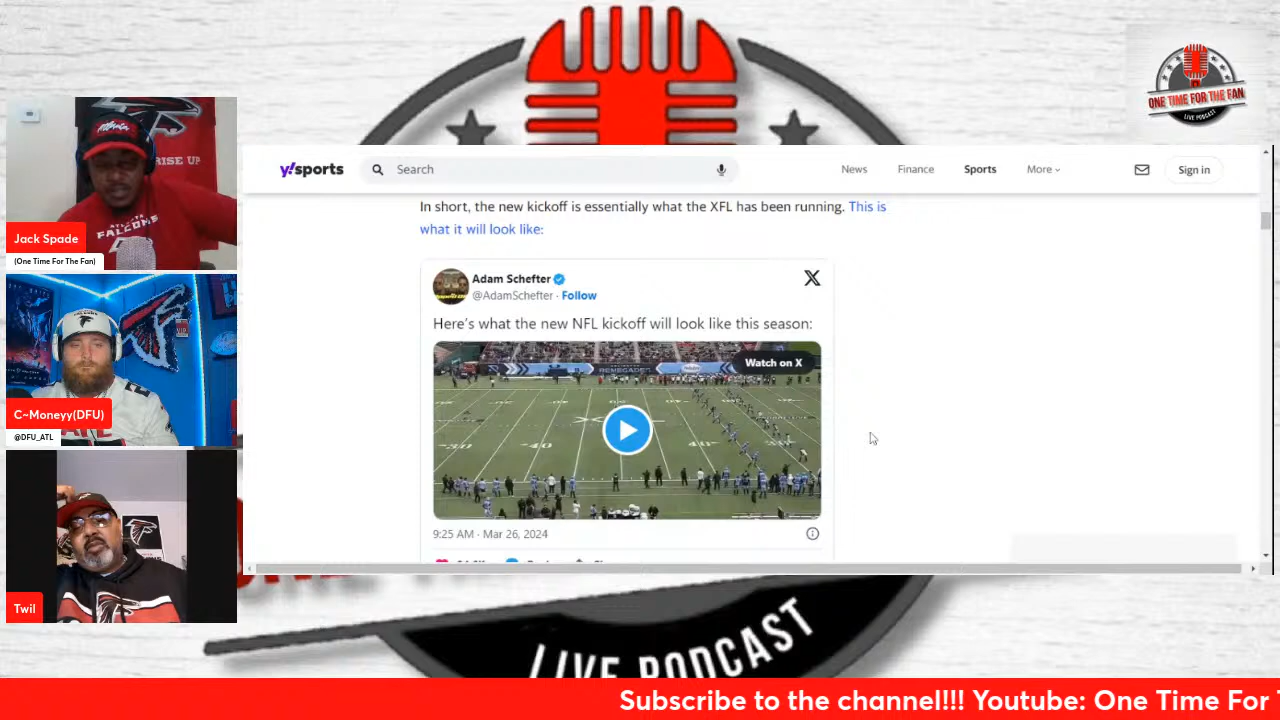 ONE TIME FOR THE FAN
LIVE PODCAST
RISE UP
Atlanta
ATLANTA
FALCONS
Jack Spade
(One Time For The Fan)
C~Moneyy(DFU)
@DFU_ATL
Twil
y!sports
Search
News
Finance
Sports
More
Sign in
In short, the new kickoff is essentially what the XFL has been running. This is
what it will look like:
Adam Schefter
@AdamSchefter · Follow
Here's what the new NFL kickoff will look like this season:
Watch on X
RENEGADES
9:25 AM · Mar 26, 2024
LIVE PODCAST
Subscribe to the channel!!! Youtube: One Time For